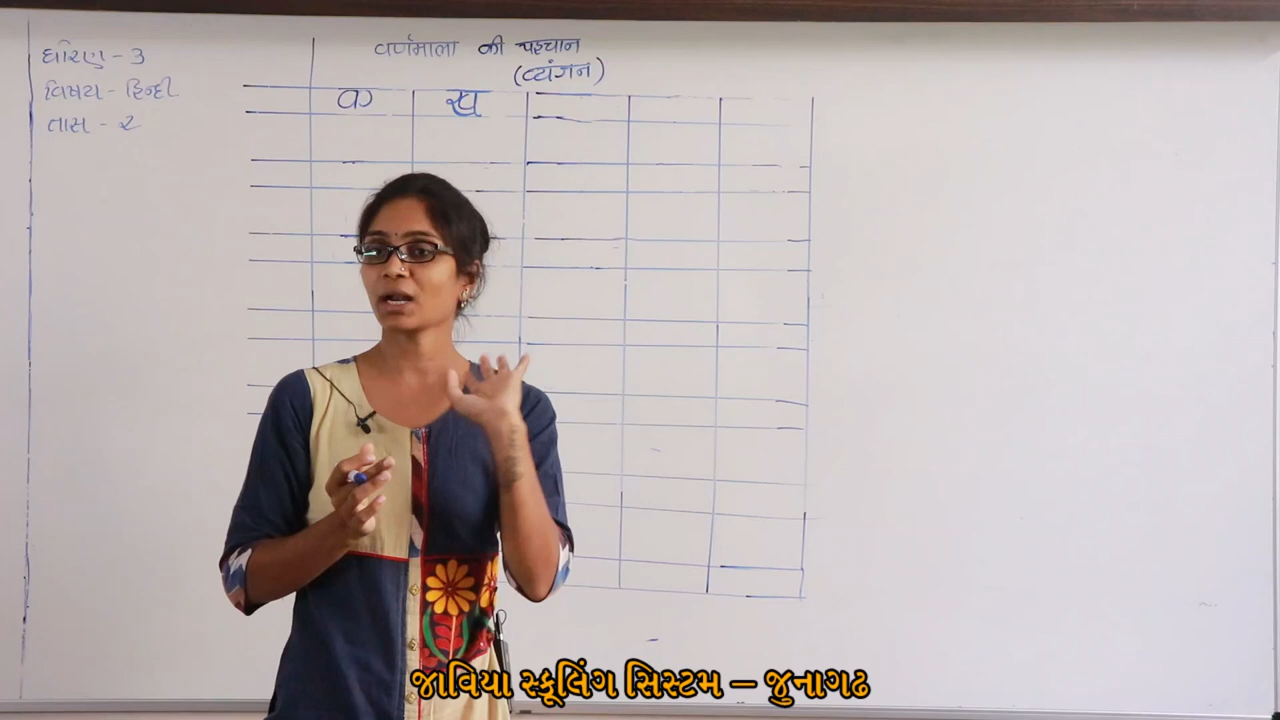 ધોરણ - 3
વિષય - હિન્દી
તાસ - ૨
वर्णमाला की पहचान
(व्यंजन)
क ख
જાવિયા સ્કૂલિંગ સિસ્ટમ – જુનાગઢ